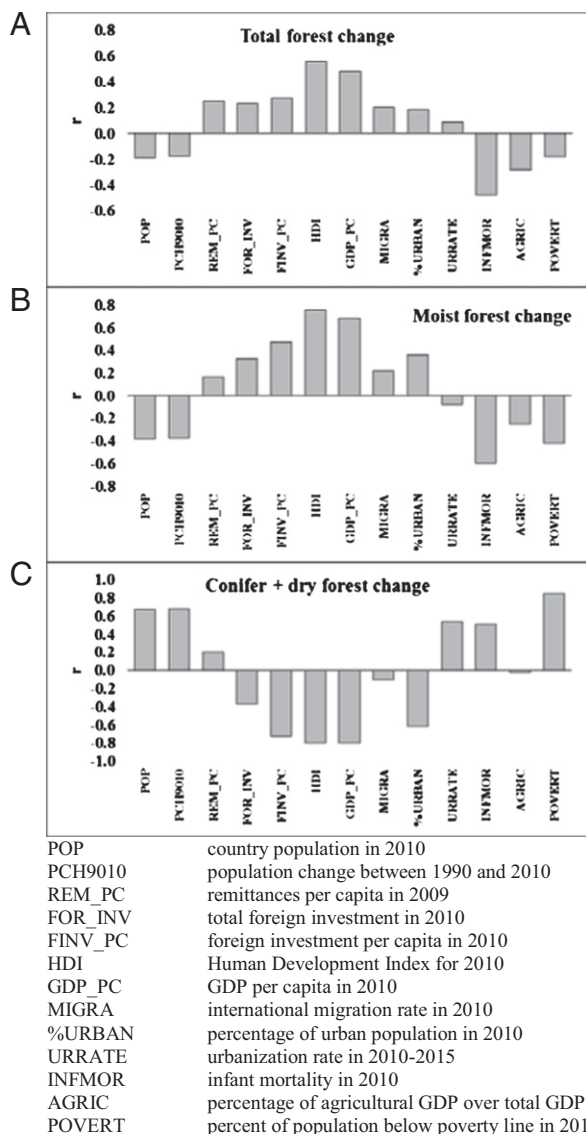 A
Total forest change
0.8
0.6
0.4
0.2
0.0
-0.2
-0.4
-0.6
r
POP PCH9010 REM_PC FOR_INV FINV_PC HDI GDP_PC MIGRA %URBAN URRATE INFMOR AGRIC POVERT
B
Moist forest change
0.8
0.6
0.4
0.2
0.0
-0.2
-0.4
-0.6
-0.8
r
POP PCH9010 REM_PC FOR_INV FINV_PC HDI GDP_PC MIGRA %URBAN URRATE INFMOR AGRIC POVERT
C
Conifer + dry forest change
1.0
0.8
0.6
0.4
0.2
0.0
-0.2
-0.4
-0.6
-0.8
-1.0
r
POP PCH9010 REM_PC FOR_INV FINV_PC HDI GDP_PC MIGRA %URBAN URRATE INFMOR AGRIC POVERT
POP country population in 2010
PCH9010 population change between 1990 and 2010
REM_PC remittances per capita in 2009
FOR_INV total foreign investment in 2010
FINV_PC foreign investment per capita in 2010
HDI Human Development Index for 2010
GDP_PC GDP per capita in 2010
MIGRA international migration rate in 2010
%URBAN percentage of urban population in 2010
URRATE urbanization rate in 2010-2015
INFMOR infant mortality in 2010
AGRIC percentage of agricultural GDP over total GDP
POVERT percent of population below poverty line in 201